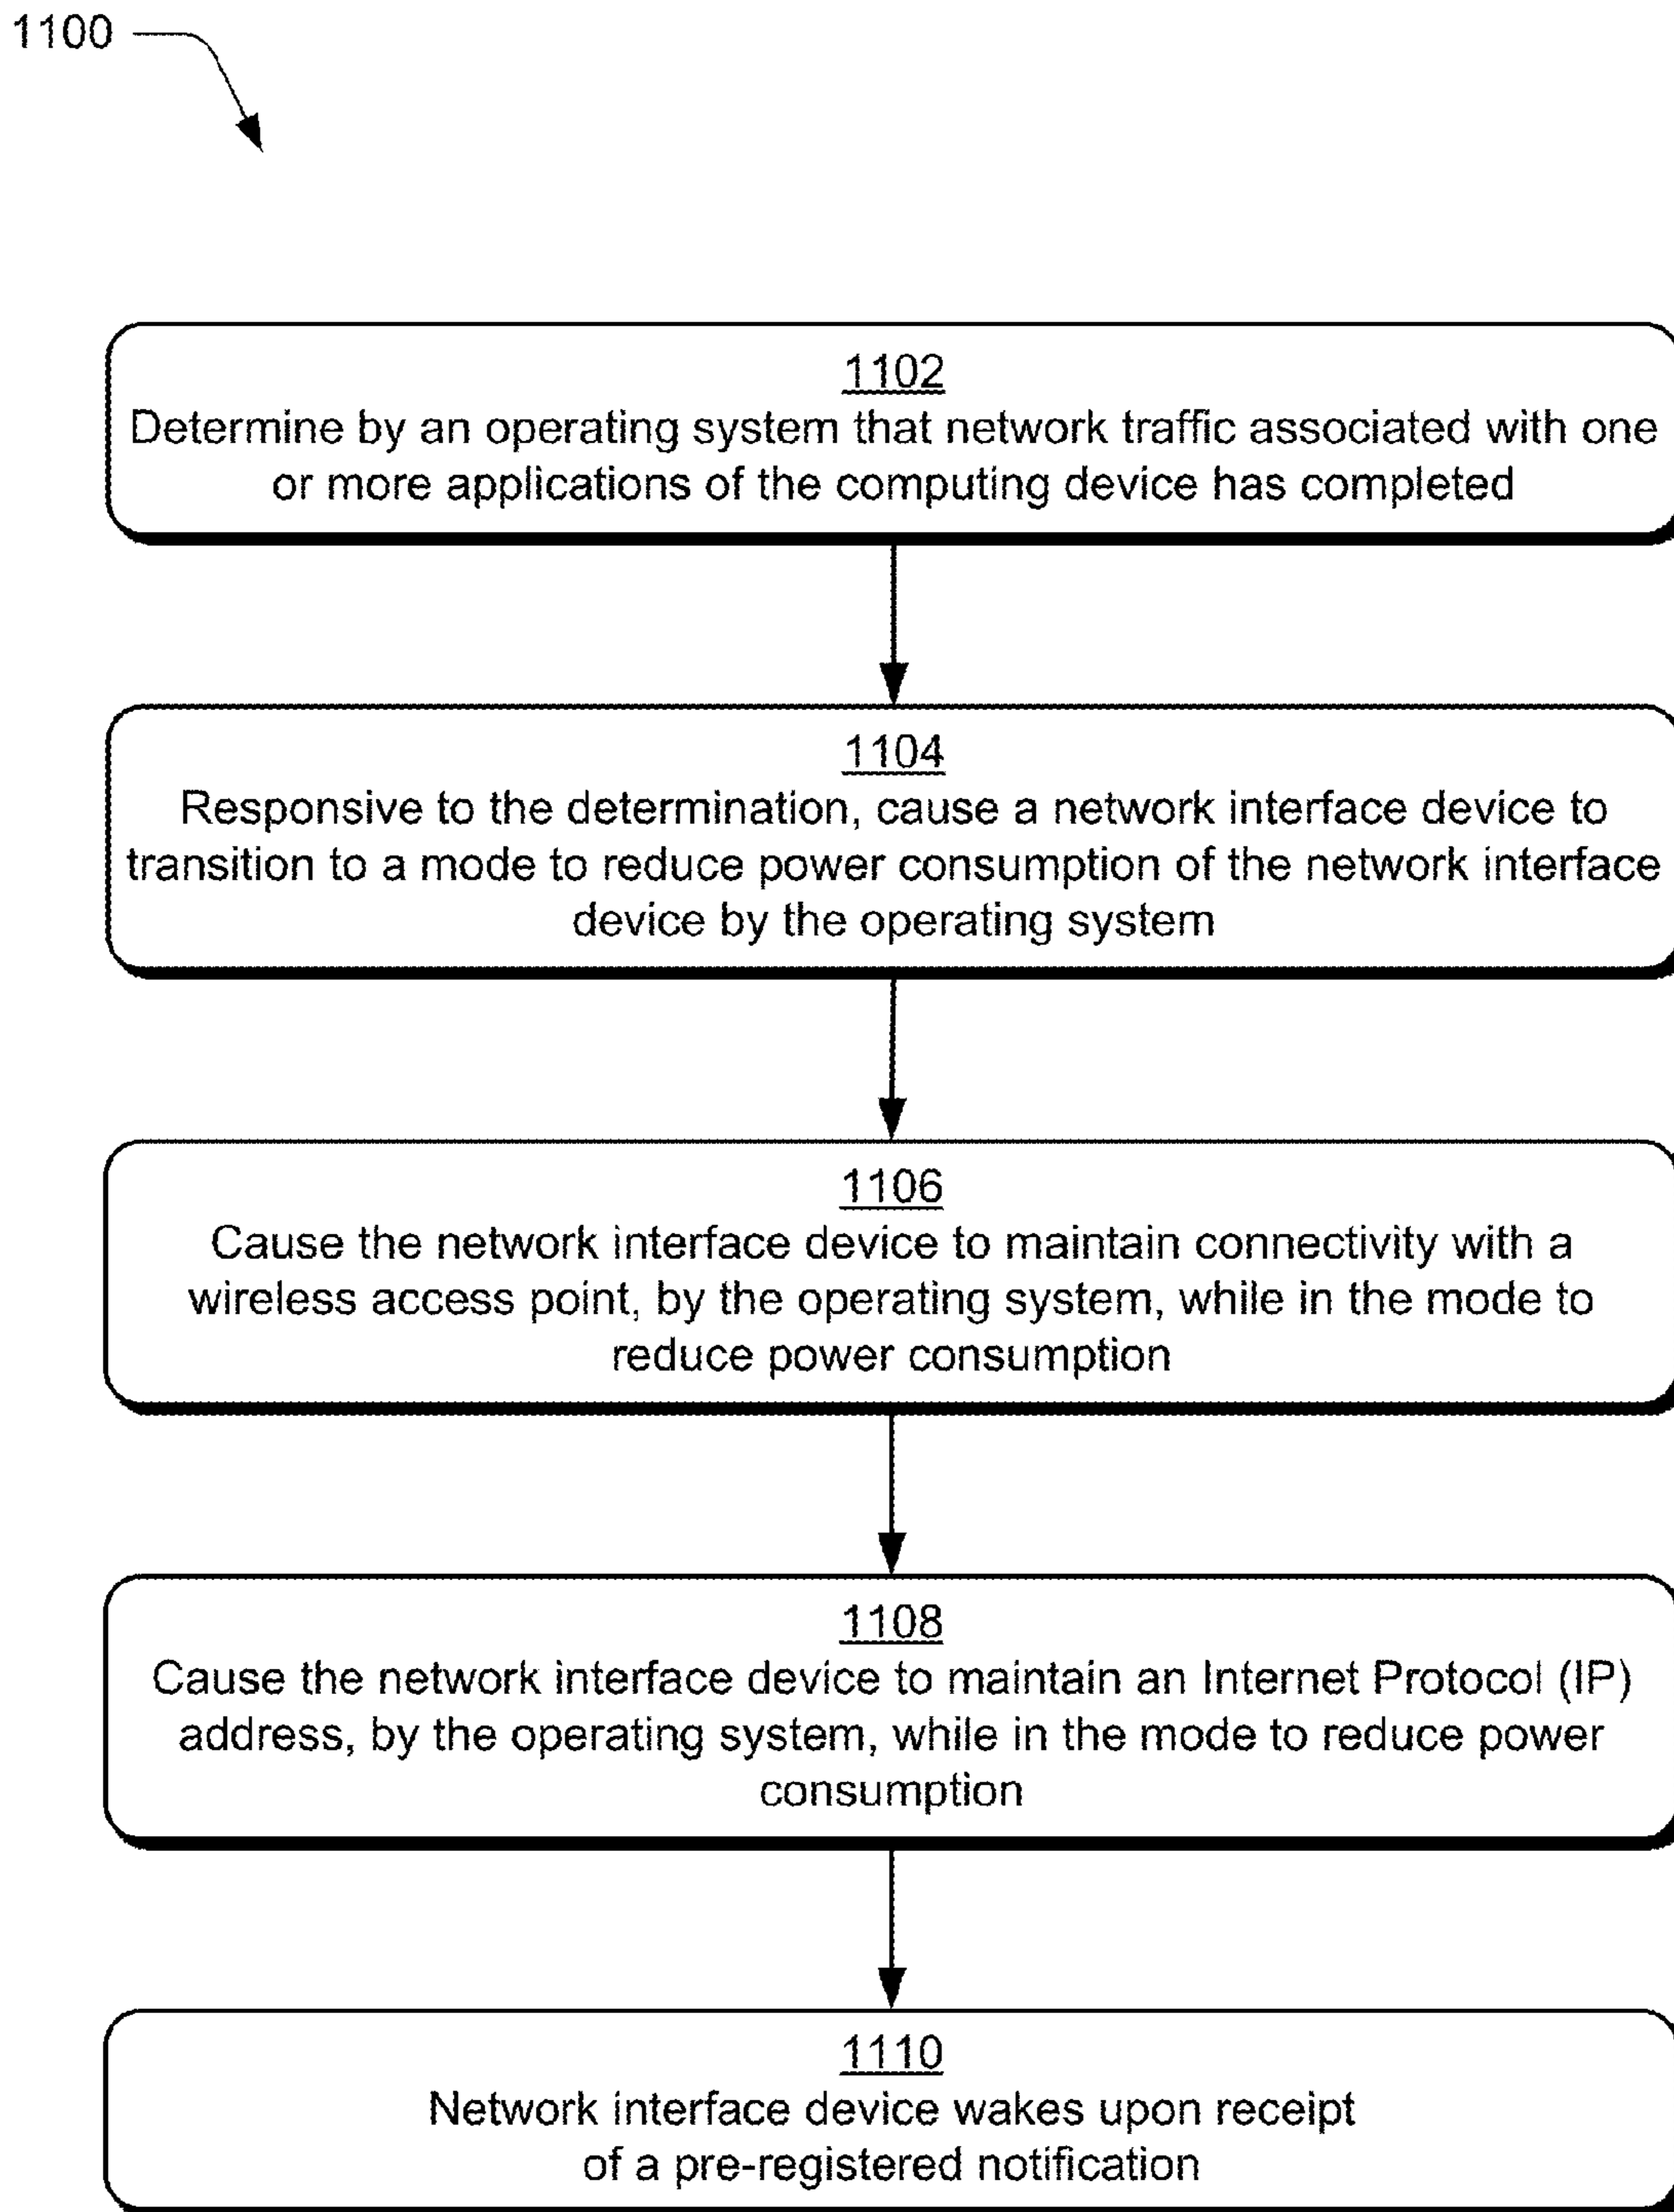 1100
1102
Determine by an operating system that network traffic associated with one
or more applications of the computing device has completed
1104
Responsive to the determination, cause a network interface device to
transition to a mode to reduce power consumption of the network interface
device by the operating system
1106
Cause the network interface device to maintain connectivity with a
wireless access point, by the operating system, while in the mode to
reduce power consumption
1108
Cause the network interface device to maintain an Internet Protocol (IP)
address, by the operating system, while in the mode to reduce power
consumption
1110
Network interface device wakes upon receipt
of a pre-registered notification